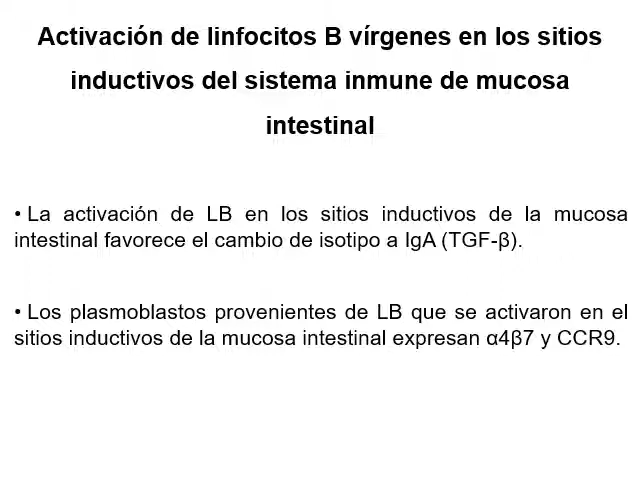 Activación de linfocitos B vírgenes en los sitios
inductivos del sistema inmune de mucosa
intestinal
• La activación de LB en los sitios inductivos de la mucosa
intestinal favorece el cambio de isotipo a IgA (TGF-β).
• Los plasmoblastos provenientes de LB que se activaron en el
sitios inductivos de la mucosa intestinal expresan α4β7 y CCR9.